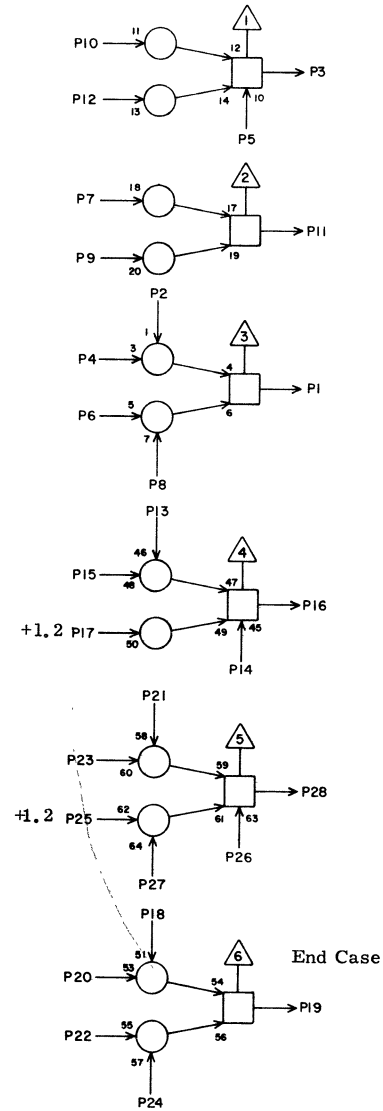 1
P10 11 12 P3
P12 13 14 10
P5
2
P7 18 17 P11
P9 20 19
P2
1 3
P4 3 4 P1
P6 5 6
7
P8
P13
46 4
P15 48 47 P16
+1.2 P17 50 49 45
P14
P21
58 5
P23 60 59 P28
+1.2 P25 62 61 63
64 P26
P27
P18
51 6 End Case
P20 53 54 P19
P22 55 56
57
P24